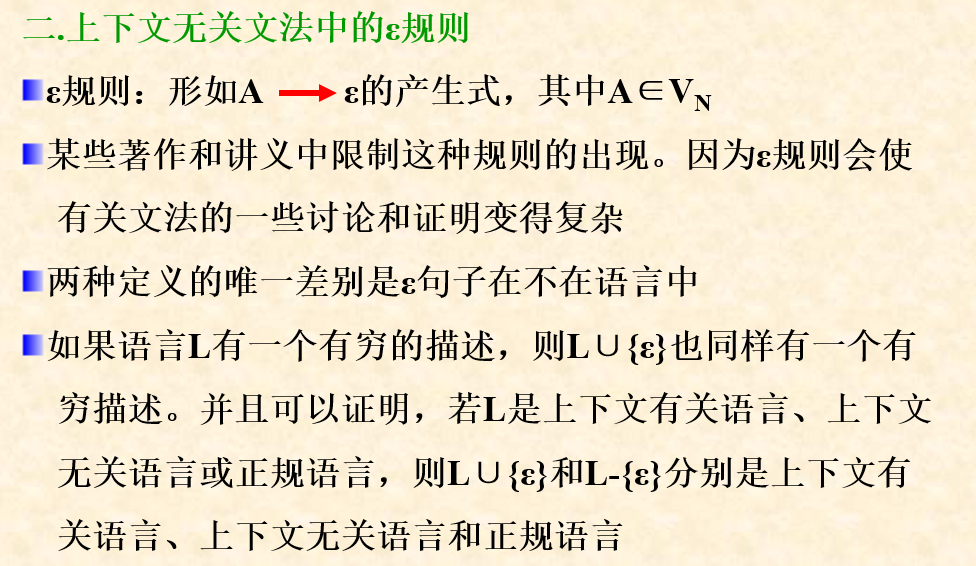 二.上下文无关文法中的ε规则
ε规则：形如A → ε的产生式，其中A∈VN
某些著作和讲义中限制这种规则的出现。因为ε规则会使
有关文法的一些讨论和证明变得复杂
两种定义的唯一差别是ε句子在不在语言中
如果语言L有一个有穷的描述，则L∪{ε}也同样有一个有
穷描述。并且可以证明，若L是上下文有关语言、上下文
无关语言或正规语言，则L∪{ε}和L-{ε}分别是上下文有
关语言、上下文无关语言和正规语言